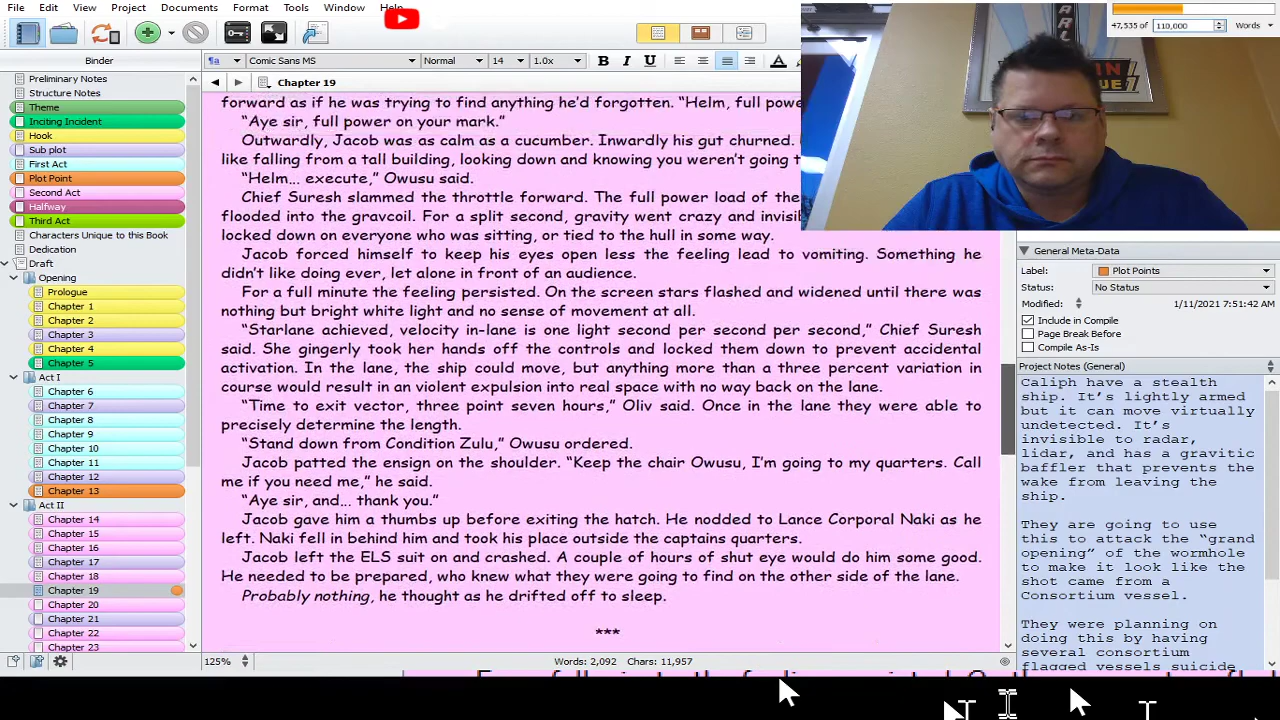 File Edit View Project Documents Format Tools Window Help
47,535 of 110,000 Words
Comic Sans MS Normal 14 1.0x B I U A
Binder
Chapter 19
Preliminary Notes
Structure Notes
Theme
Inciting Incident
Hook
Sub plot
First Act
Plot Point
Second Act
Halfway
Third Act
Characters Unique to this Book
Dedication
Draft
Opening
Prologue
Chapter 1
Chapter 2
Chapter 3
Chapter 4
Chapter 5
Act I
Chapter 6
Chapter 7
Chapter 8
Chapter 9
Chapter 10
Chapter 11
Chapter 12
Chapter 13
Act II
Chapter 14
Chapter 15
Chapter 16
Chapter 17
Chapter 18
Chapter 19
Chapter 20
Chapter 21
Chapter 22
Chapter 23
forward as if he was trying to find anything he’d forgotten. “Helm, full powe
“Aye sir, full power on your mark.”
Outwardly, Jacob was as calm as a cucumber. Inwardly his gut churned.
like falling from a tall building, looking down and knowing you weren’t going t
“Helm... execute,” Owusu said.
Chief Suresh slammed the throttle forward. The full power load of the
flooded into the gravcoil. For a split second, gravity went crazy and invisib
locked down on everyone who was sitting, or tied to the hull in some way.
Jacob forced himself to keep his eyes open less the feeling lead to vomiting. Something he
didn’t like doing ever, let alone in front of an audience.
For a full minute the feeling persisted. On the screen stars flashed and widened until there was
nothing but bright white light and no sense of movement at all.
“Starlane achieved, velocity in-lane is one light second per second per second,” Chief Suresh
said. She gingerly took her hands off the controls and locked them down to prevent accidental
activation. In the lane, the ship could move, but anything more than a three percent variation in
course would result in an violent expulsion into real space with no way back on the lane.
“Time to exit vector, three point seven hours,” Oliv said. Once in the lane they were able to
precisely determine the length.
“Stand down from Condition Zulu,” Owusu ordered.
Jacob patted the ensign on the shoulder. “Keep the chair Owusu, I’m going to my quarters. Call
me if you need me,” he said.
“Aye sir, and... thank you.”
Jacob gave him a thumbs up before exiting the hatch. He nodded to Lance Corporal Naki as he
left. Naki fell in behind him and took his place outside the captains quarters.
Jacob left the ELS suit on and crashed. A couple of hours of shut eye would do him some good.
He needed to be prepared, who knew what they were going to find on the other side of the lane.
Probably nothing, he thought as he drifted off to sleep.
***
125% Words: 2,092 Chars: 11,957
General Meta-Data
Label: Plot Points
Status: No Status
Modified: 1/11/2021 7:51:42 AM
Include in Compile
Page Break Before
Compile As-Is
Project Notes (General)
Caliph have a stealth
ship. It’s lightly armed
but it can move virtually
undetected. It’s
invisible to radar,
lidar, and has a gravitic
baffler that prevents the
wake from leaving the
ship.
They are going to use
this to attack the “grand
opening” of the wormhole
to make it look like the
shot came from a
Consortium vessel.
They were planning on
doing this by having
several consortium
flagged vessels suicide